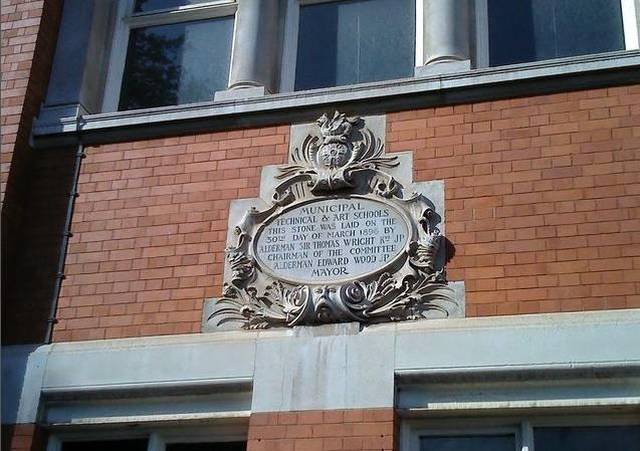 MUNICIPAL
TECHNICAL & ART SCHOOLS
THIS STONE WAS LAID ON THE
30TH DAY OF MARCH 1896 BY
ALDERMAN SIR THOMAS WRIGHT KT JP
CHAIRMAN OF THE COMMITTEE
ALDERMAN EDWARD WOOD JP
MAYOR